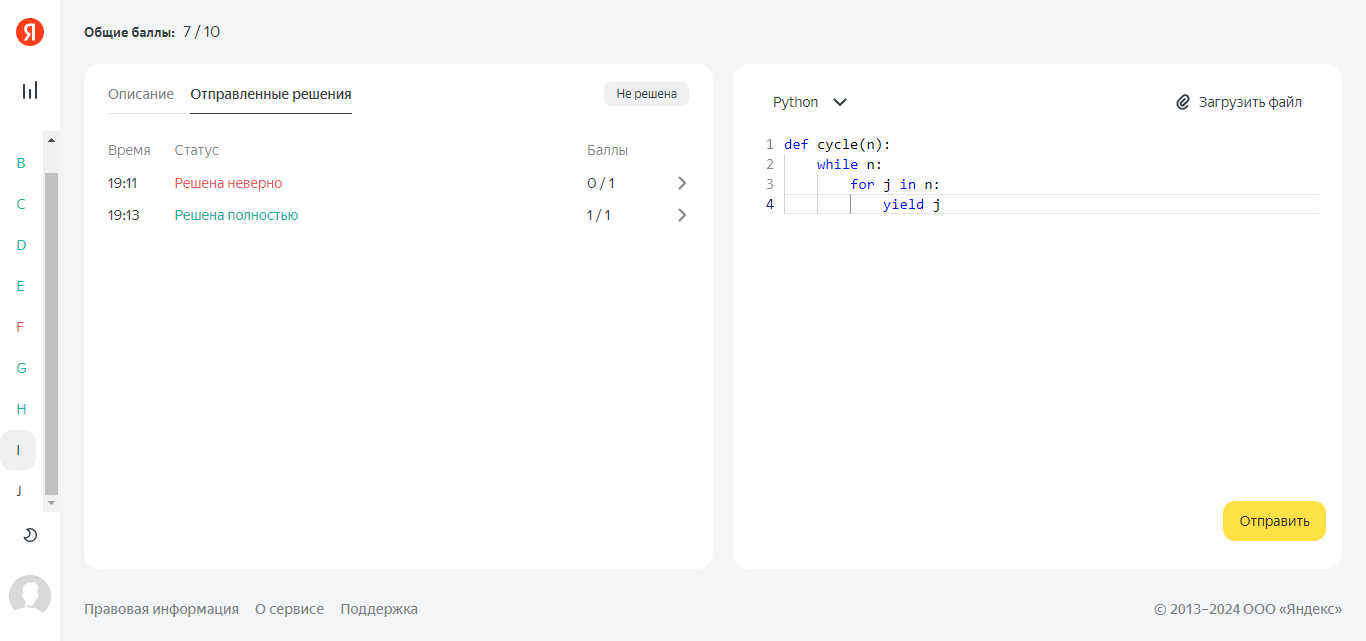 Я
Общие баллы: 7 / 10
B
C
D
E
F
G
H
I
J
Описание Отправленные решения Не решена
Время Статус Баллы
19:11 Решена неверно 0 / 1
19:13 Решена полностью 1 / 1
Python Загрузить файл
1 def cycle(n):
2 while n:
3 for j in n:
4 yield j
Отправить
Правовая информация О сервисе Поддержка © 2013–2024 ООО «Яндекс»